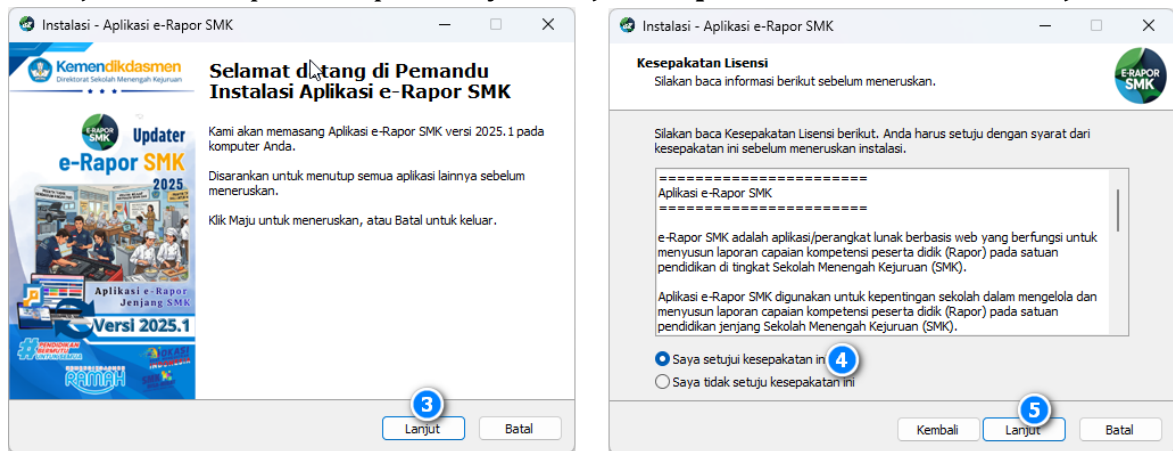 Instalasi - Aplikasi e-Rapor SMK
Kemendikdasmen
Direktorat Sekolah Menengah Kejuruan
E-RAPOR
SMK
Updater
e-Rapor SMK
2025
Aplikasi e-Rapor
Jenjang SMK
Versi 2025.1
PENDIDIKAN
BERMUTU
UNTUK SEMUA
RAMAH
Selamat datang di Pemandu
Instalasi Aplikasi e-Rapor SMK
Kami akan memasang Aplikasi e-Rapor SMK versi 2025.1 pada
komputer Anda.
Disarankan untuk menutup semua aplikasi lainnya sebelum
meneruskan.
Klik Maju untuk meneruskan, atau Batal untuk keluar.
3
Lanjut
Batal
Instalasi - Aplikasi e-Rapor SMK
Kesepakatan Lisensi
Silakan baca informasi berikut sebelum meneruskan.
E-RAPOR
SMK
Silakan baca Kesepakatan Lisensi berikut. Anda harus setuju dengan syarat dari
kesepakatan ini sebelum meneruskan instalasi.
=======================
Aplikasi e-Rapor SMK
=======================
e-Rapor SMK adalah aplikasi/perangkat lunak berbasis web yang berfungsi untuk
menyusun laporan capaian kompetensi peserta didik (Rapor) pada satuan
pendidikan di tingkat Sekolah Menengah Kejuruan (SMK).
Aplikasi e-Rapor SMK digunakan untuk kepentingan sekolah dalam mengelola dan
menyusun laporan capaian kompetensi peserta didik (Rapor) pada satuan
pendidikan jenjang Sekolah Menengah Kejuruan (SMK).
Saya setujui kesepakatan ini
4
Saya tidak setuju kesepakatan ini
5
Kembali
Lanjut
Batal